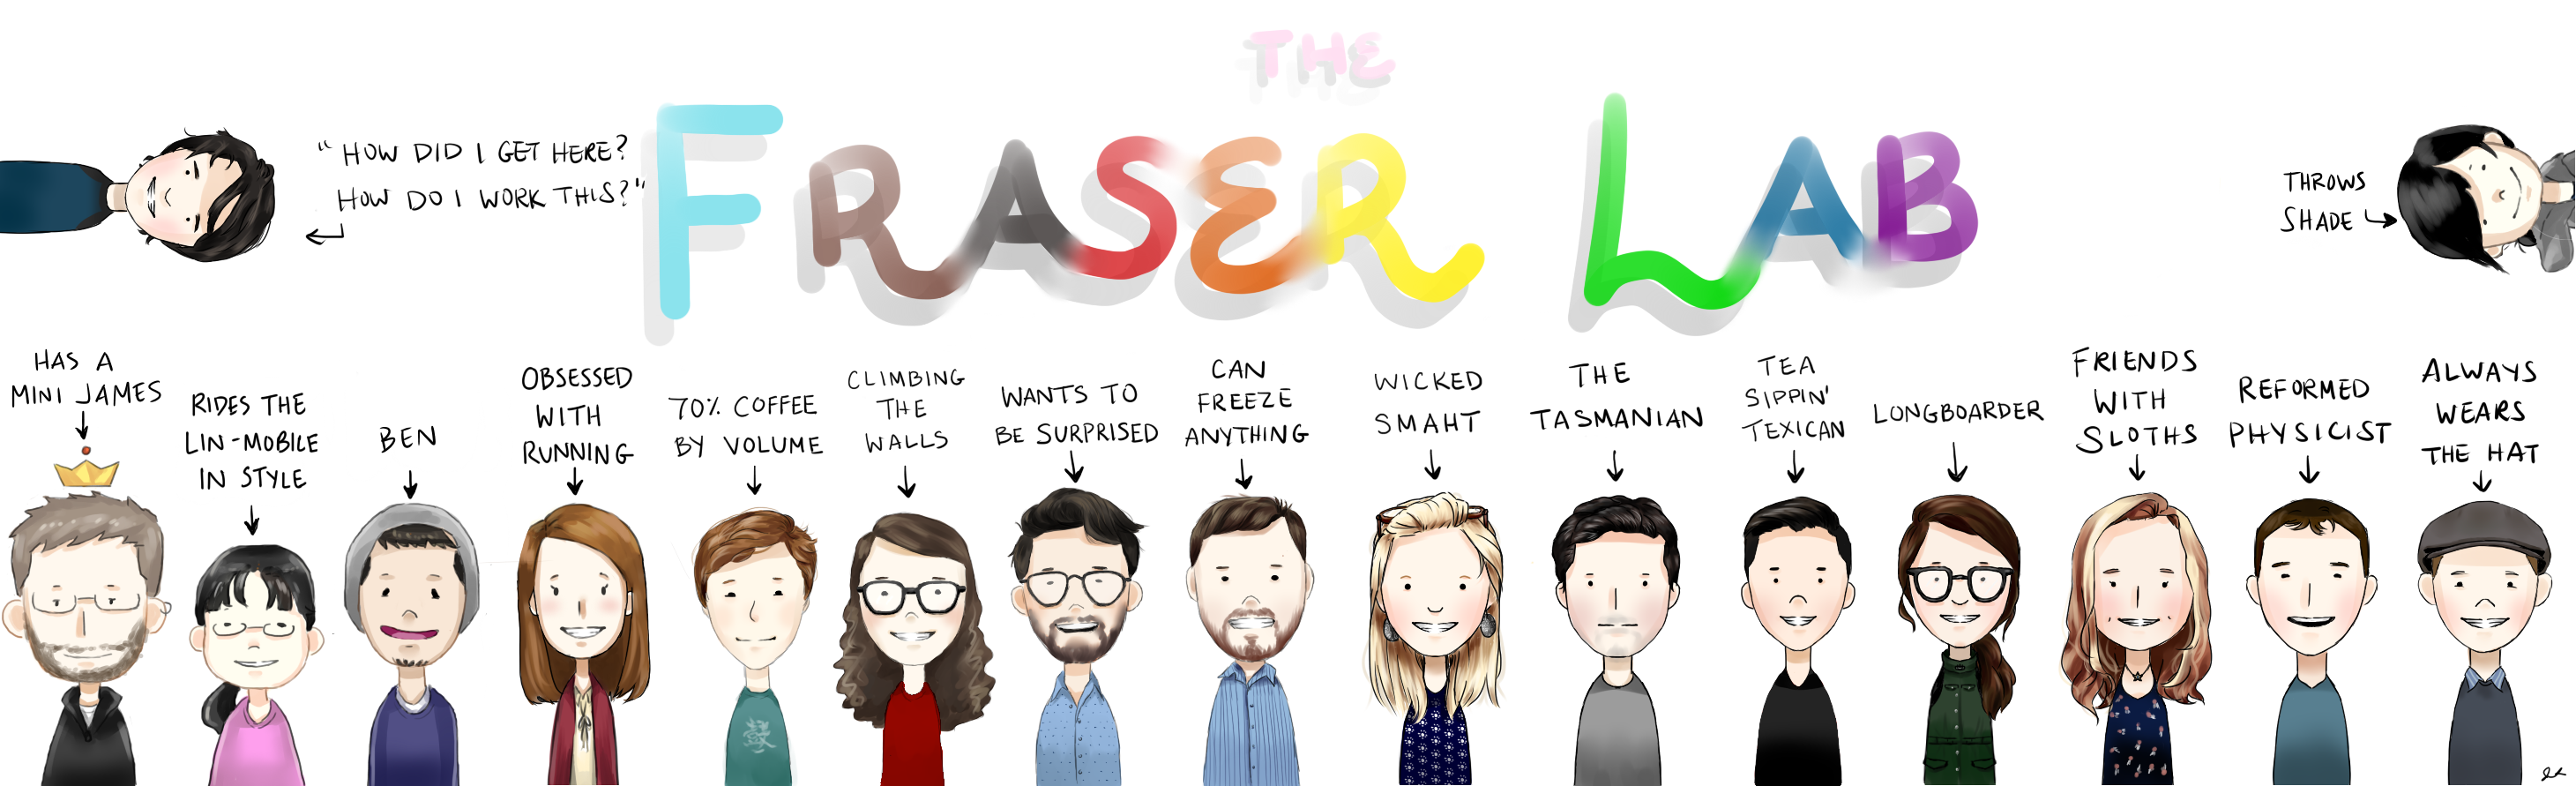 THE
FRASER LAB
"HOW DID I GET HERE?
HOW DO I WORK THIS?"
THROWS
SHADE
HAS A
MINI JAMES
RIDES THE
LIN-MOBILE
IN STYLE
BEN
OBSESSED
WITH
RUNNING
70% COFFEE
BY VOLUME
CLIMBING
THE
WALLS
WANTS TO
BE SURPRISED
CAN
FREEZE
ANYTHING
WICKED
SMAHT
THE
TASMANIAN
TEA
SIPPIN'
TEXICAN
LONGBOARDER
FRIENDS
WITH
SLOTHS
REFORMED
PHYSICIST
ALWAYS
WEARS
THE HAT
鼓